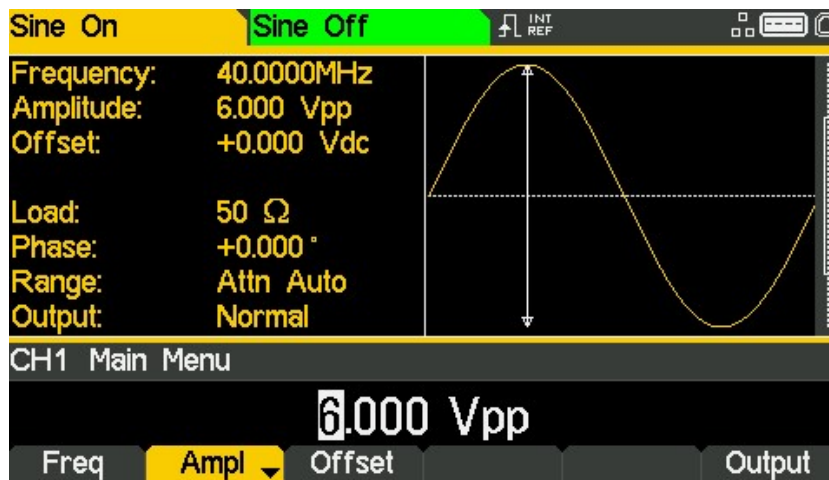 Sine On Sine Off INT REF
Frequency: 40.0000MHz
Amplitude: 6.000 Vpp
Offset: +0.000 Vdc
Load: 50 Ω
Phase: +0.000 °
Range: Attn Auto
Output: Normal
CH1 Main Menu
6.000 Vpp
Freq Ampl Offset Output